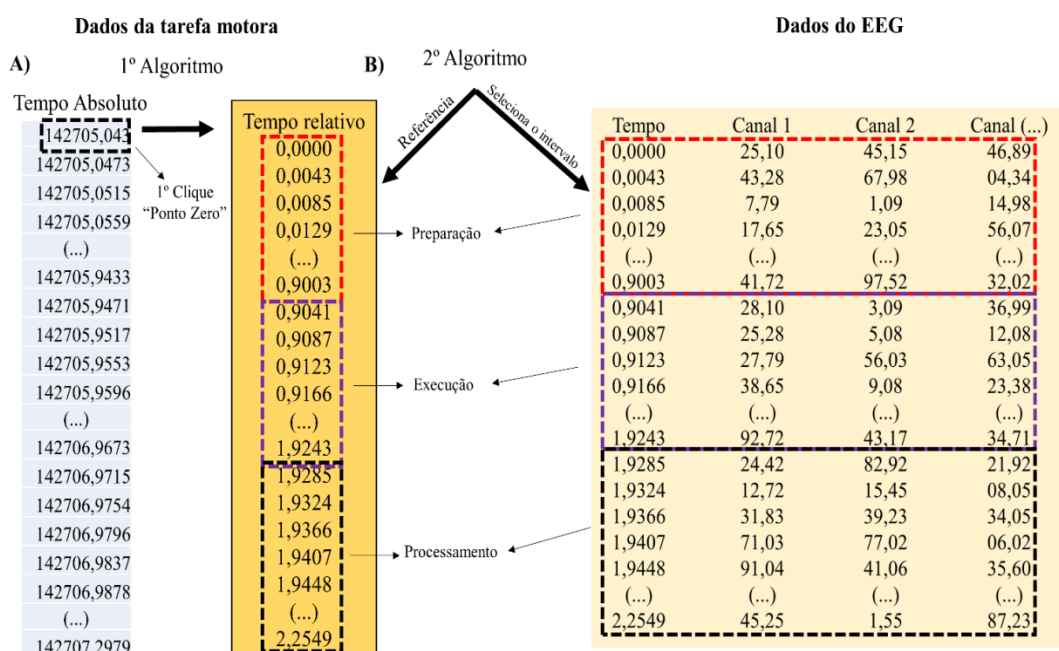 Dados da tarefa motora
Dados do EEG
A)
1º Algoritmo
B)
2º Algoritmo
Tempo Absoluto
142705,043
142705,0473
142705,0515
142705,0559
(...)
142705,9433
142705,9471
142705,9517
142705,9553
142705,9596
(...)
142706,9673
142706,9715
142706,9754
142706,9796
142706,9837
142706,9878
(...)
142707,2979
1º Clique
“Ponto Zero”
Tempo relativo
0,0000
0,0043
0,0085
0,0129
(...)
0,9003
0,9041
0,9087
0,9123
0,9166
(...)
1,9243
1,9285
1,9324
1,9366
1,9407
1,9448
(...)
2,2549
Referência
Seleciona o intervalo
Preparação
Execução
Processamento
Tempo Canal 1 Canal 2 Canal (...)
0,0000 25,10 45,15 46,89
0,0043 43,28 67,98 04,34
0,0085 7,79 1,09 14,98
0,0129 17,65 23,05 56,07
(...) (...) (...) (...)
0,9003 41,72 97,52 32,02
0,9041 28,10 3,09 36,99
0,9087 25,28 5,08 12,08
0,9123 27,79 56,03 63,05
0,9166 38,65 9,08 23,38
(...) (...) (...) (...)
1,9243 92,72 43,17 34,71
1,9285 24,42 82,92 21,92
1,9324 12,72 15,45 08,05
1,9366 31,83 39,23 34,05
1,9407 71,03 77,02 06,02
1,9448 91,04 41,06 35,60
(...) (...) (...) (...)
2,2549 45,25 1,55 87,23